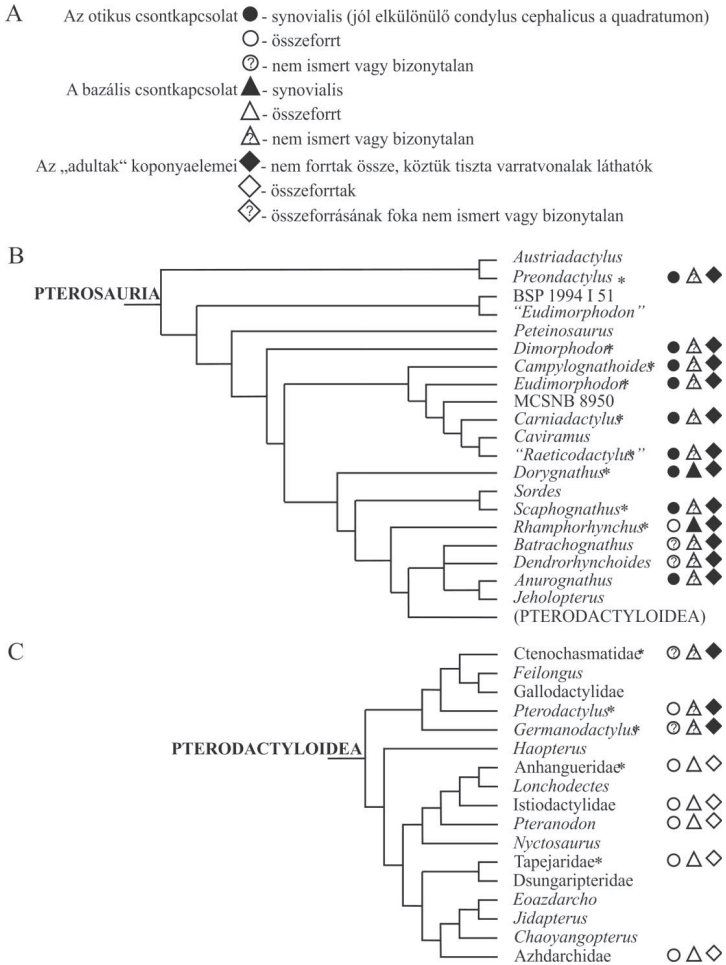 A
Az otikus csontkapcsolat - synovialis (jól elkülönülő condylus cephalicus a quadratumon)
- összeforrt
? - nem ismert vagy bizonytalan
A bazális csontkapcsolat - synovialis
- összeforrt
? - nem ismert vagy bizonytalan
Az „adultak“ koponyaelemei - nem forrtak össze, köztük tiszta varratvonalak láthatók
- összeforrtak
? - összeforrásának foka nem ismert vagy bizonytalan
B
PTEROSAURIA
Austriadactylus
Preondactylus * ?
BSP 1994 I 51
“Eudimorphodon”
Peteinosaurus
Dimorphodon* ?
Campylognathoides* ?
Eudimorphodon* ?
MCSNB 8950
Carniadactylus* ?
Caviramus
“Raeticodactylus*” ?
Dorygnathus*
Sordes
Scaphognathus* ?
Rhamphorhynchus*
Batrachognathus ? ?
Dendrorhynchoides ? ?
Anurognathus ?
Jeholopterus
(PTERODACTYLOIDEA)
C
PTERODACTYLOIDEA
Ctenochasmatidae* ? ?
Feilongus
Gallodactylidae
Pterodactylus* ?
Germanodactylus* ? ?
Haopterus
Anhangueridae*
Lonchodectes
Istiodactylidae
Pteranodon
Nyctosaurus
Tapejaridae*
Dsungaripteridae
Eoazdarcho
Jidapterus
Chaoyangopterus
Azhdarchidae